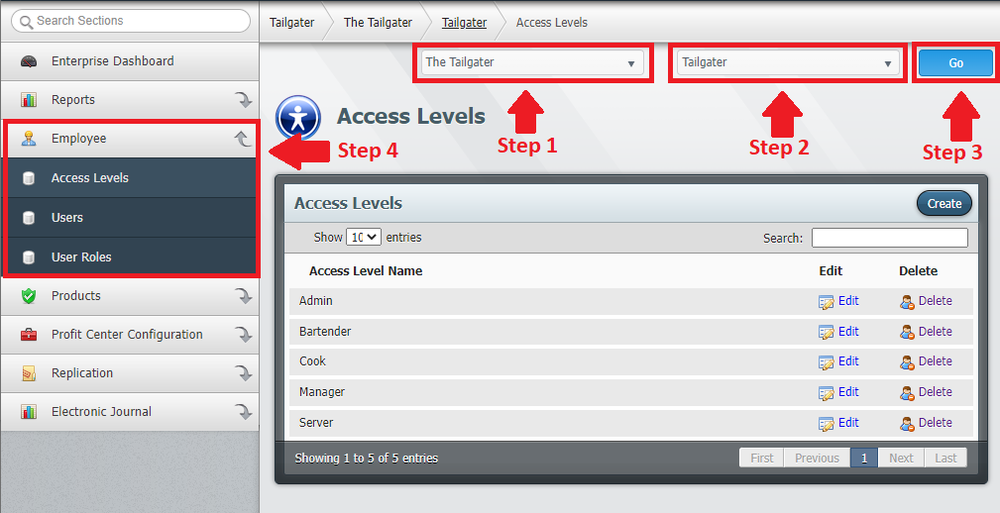 Search Sections
Tailgater
The Tailgater
Tailgater
Access Levels
Enterprise Dashboard
Reports
Employee
Access Levels
Users
User Roles
Products
Profit Center Configuration
Replication
Electronic Journal
The Tailgater
Tailgater
Go
Access Levels
Step 1
Step 2
Step 3
Step 4
Access Levels
Create
Show 10 entries
Search:
Access Level Name Edit Delete
Admin Edit Delete
Bartender Edit Delete
Cook Edit Delete
Manager Edit Delete
Server Edit Delete
Showing 1 to 5 of 5 entries
First Previous 1 Next Last